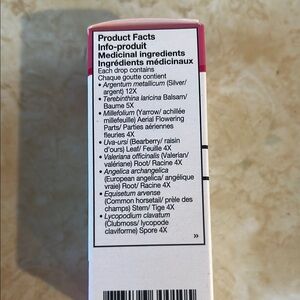 Product Facts
Info-produit
Medicinal ingredients
Ingrédients médicinaux
Each drop contains
Chaque goutte contient
• Argentum metallicum (Silver/
argent) 12X
• Terebinthina laricina Balsam/
Baume 5X
• Millefolium (Yarrow/ achillée
millefeuille) Aerial Flowering
Parts/ Parties aériennes
fleuries 4X
• Uva-ursi (Bearberry/ raisin
d'ours) Leaf/ Feuille 4X
• Valeriana officinalis (Valerian/
valériane) Root/ Racine 4X
• Angelica archangelica
(European angelica/ angélique
vraie) Root/ Racine 4X
• Equisetum arvense
(Common horsetail/ prèle des
champs) Stem/ Tige 4X
• Lycopodium clavatum
(Clubmoss/ lycopode
claviforme) Spore 4X
»